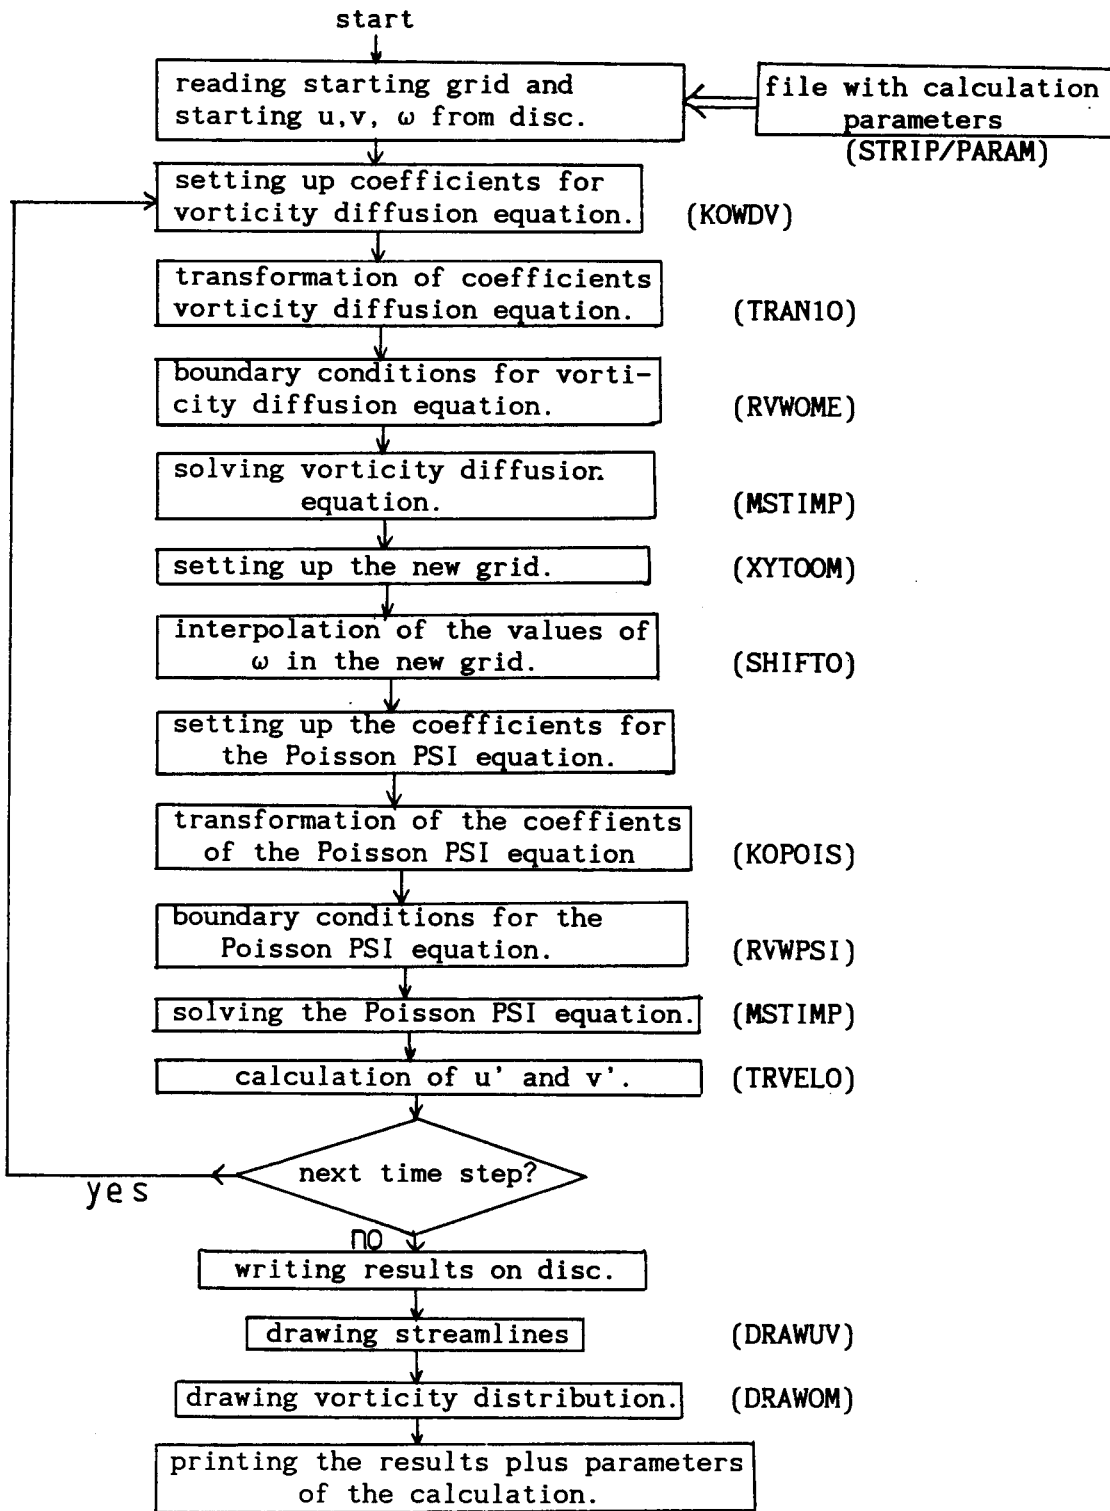 start
reading starting grid and
starting u,v, ω from disc.
file with calculation
parameters
(STRIP/PARAM)
setting up coefficients for
vorticity diffusion equation.
(KOWDV)
transformation of coefficients
vorticity diffusion equation.
(TRAN10)
boundary conditions for vorti-
city diffusion equation.
(RVWOME)
solving vorticity diffusion
equation.
(MSTIMP)
setting up the new grid.
(XYTOOM)
interpolation of the values of
ω in the new grid.
(SHIFTO)
setting up the coefficients for
the Poisson PSI equation.
transformation of the coeffients
of the Poisson PSI equation
(KOPOIS)
boundary conditions for the
Poisson PSI equation.
(RVWPSI)
solving the Poisson PSI equation.
(MSTIMP)
calculation of u' and v'.
(TRVELO)
next time step?
yes
no
writing results on disc.
drawing streamlines
(DRAWUV)
drawing vorticity distribution.
(DRAWOM)
printing the results plus parameters
of the calculation.